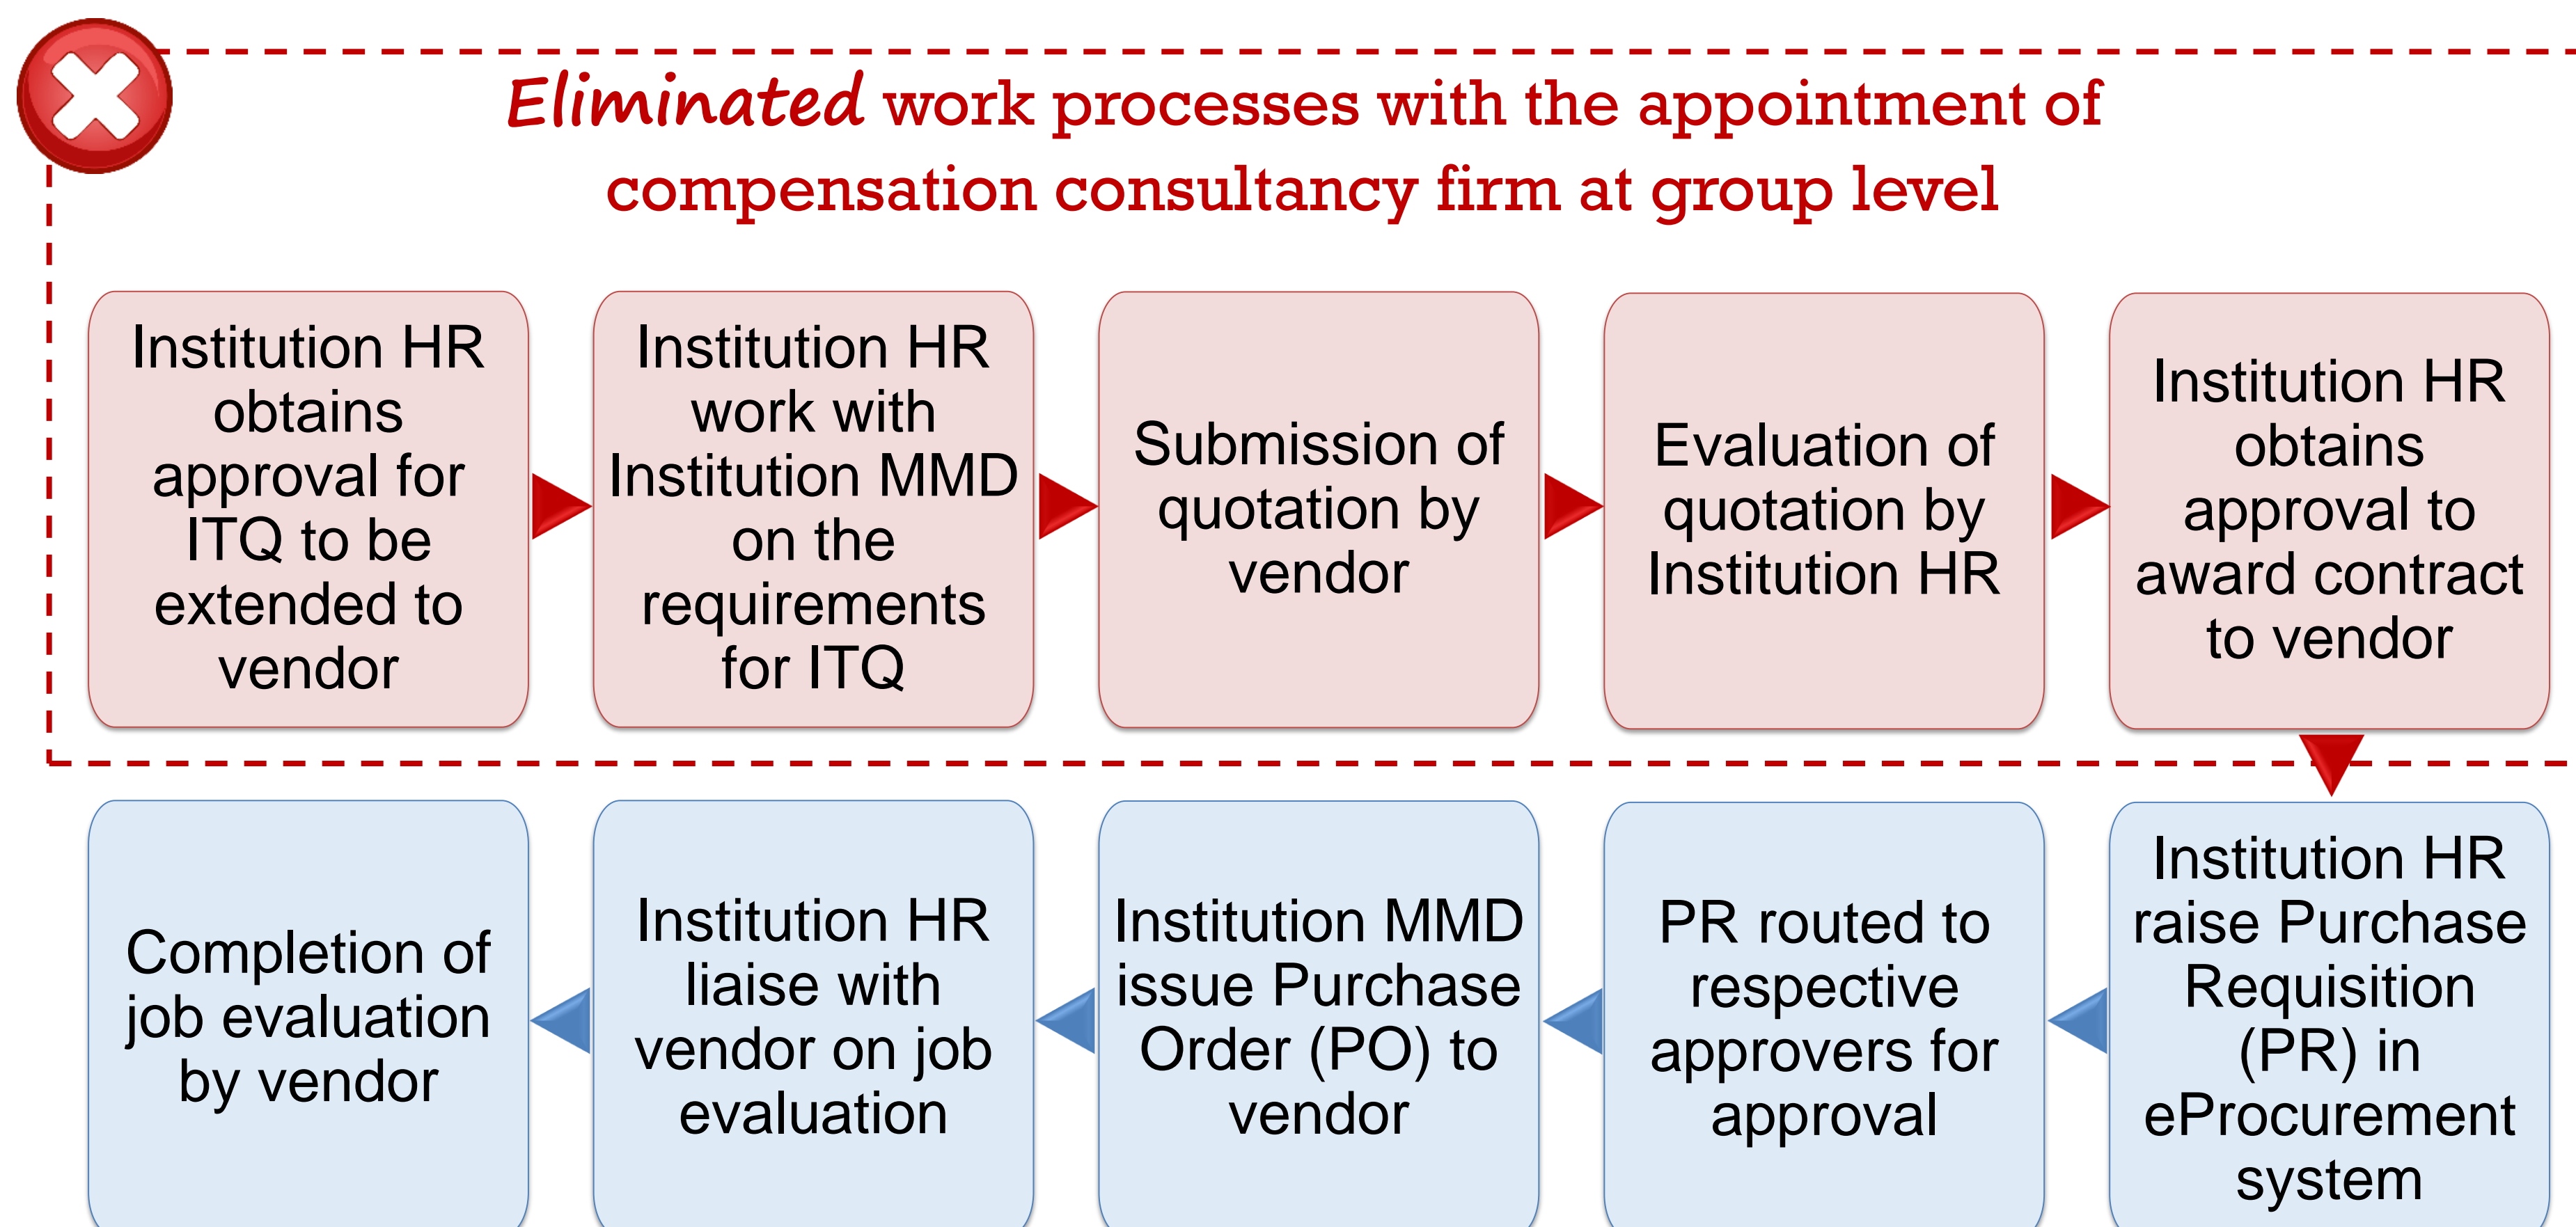 Eliminated work processes with the appointment of
compensation consultancy firm at group level
Institution HR
obtains
approval for
ITQ to be
extended to
vendor
Institution HR
work with
Institution MMD
on the
requirements
for ITQ
Submission of
quotation by
vendor
Evaluation of
quotation by
Institution HR
Institution HR
obtains
approval to
award contract
to vendor
Institution HR
raise Purchase
Requisition
(PR) in
eProcurement
system
PR routed to
respective
approvers for
approval
Institution MMD
issue Purchase
Order (PO) to
vendor
Institution HR
liaise with
vendor on job
evaluation
Completion of
job evaluation
by vendor